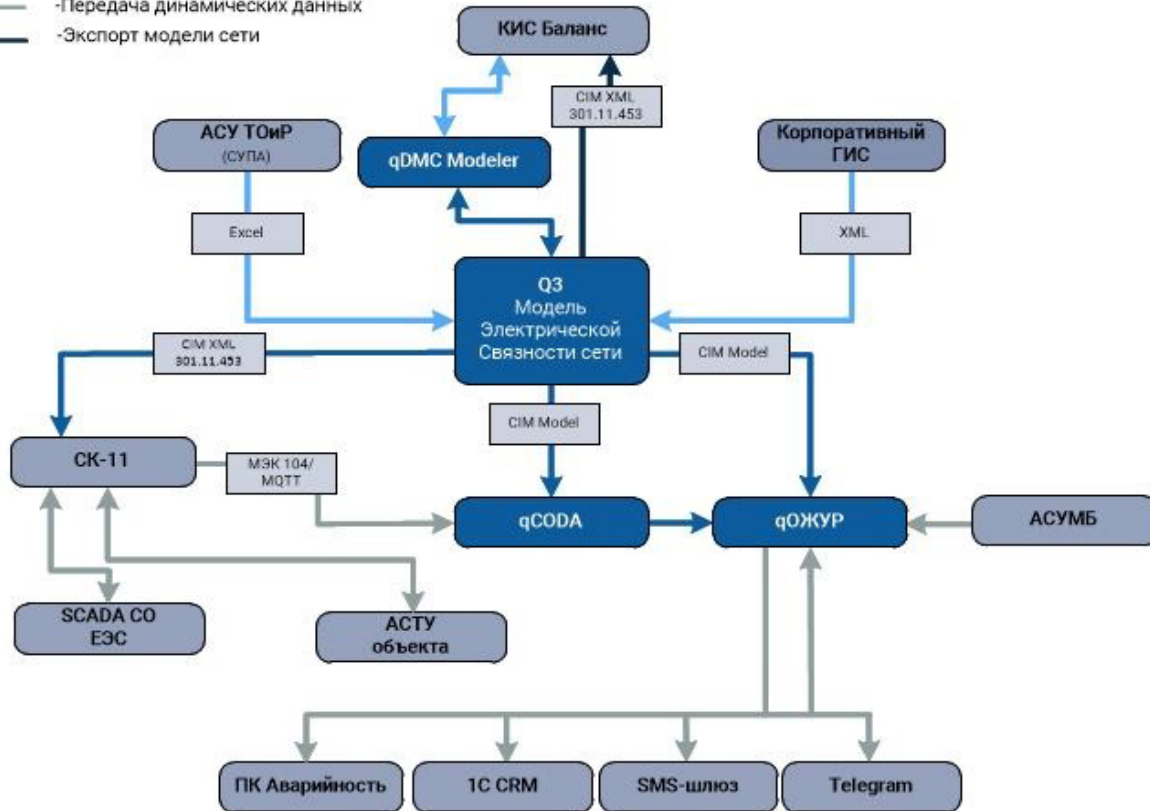 -Передача динамических данных
-Экспорт модели сети
КИС Баланс
CIM XML
301.11.453
АСУ ТОиР
(СУПА)
qDMC Modeler
Корпоративный
ГИС
Excel
XML
Q3
Модель
Электрической
Связности сети
CIM XML
301.11.453
CIM Model
CIM Model
СК-11
МЭК 104/
MQTT
qCODA
qОЖУР
АСУМБ
SCADA СО
ЕЭС
АСТУ
объекта
ПК Аварийность
1С CRM
SMS-шлюз
Telegram